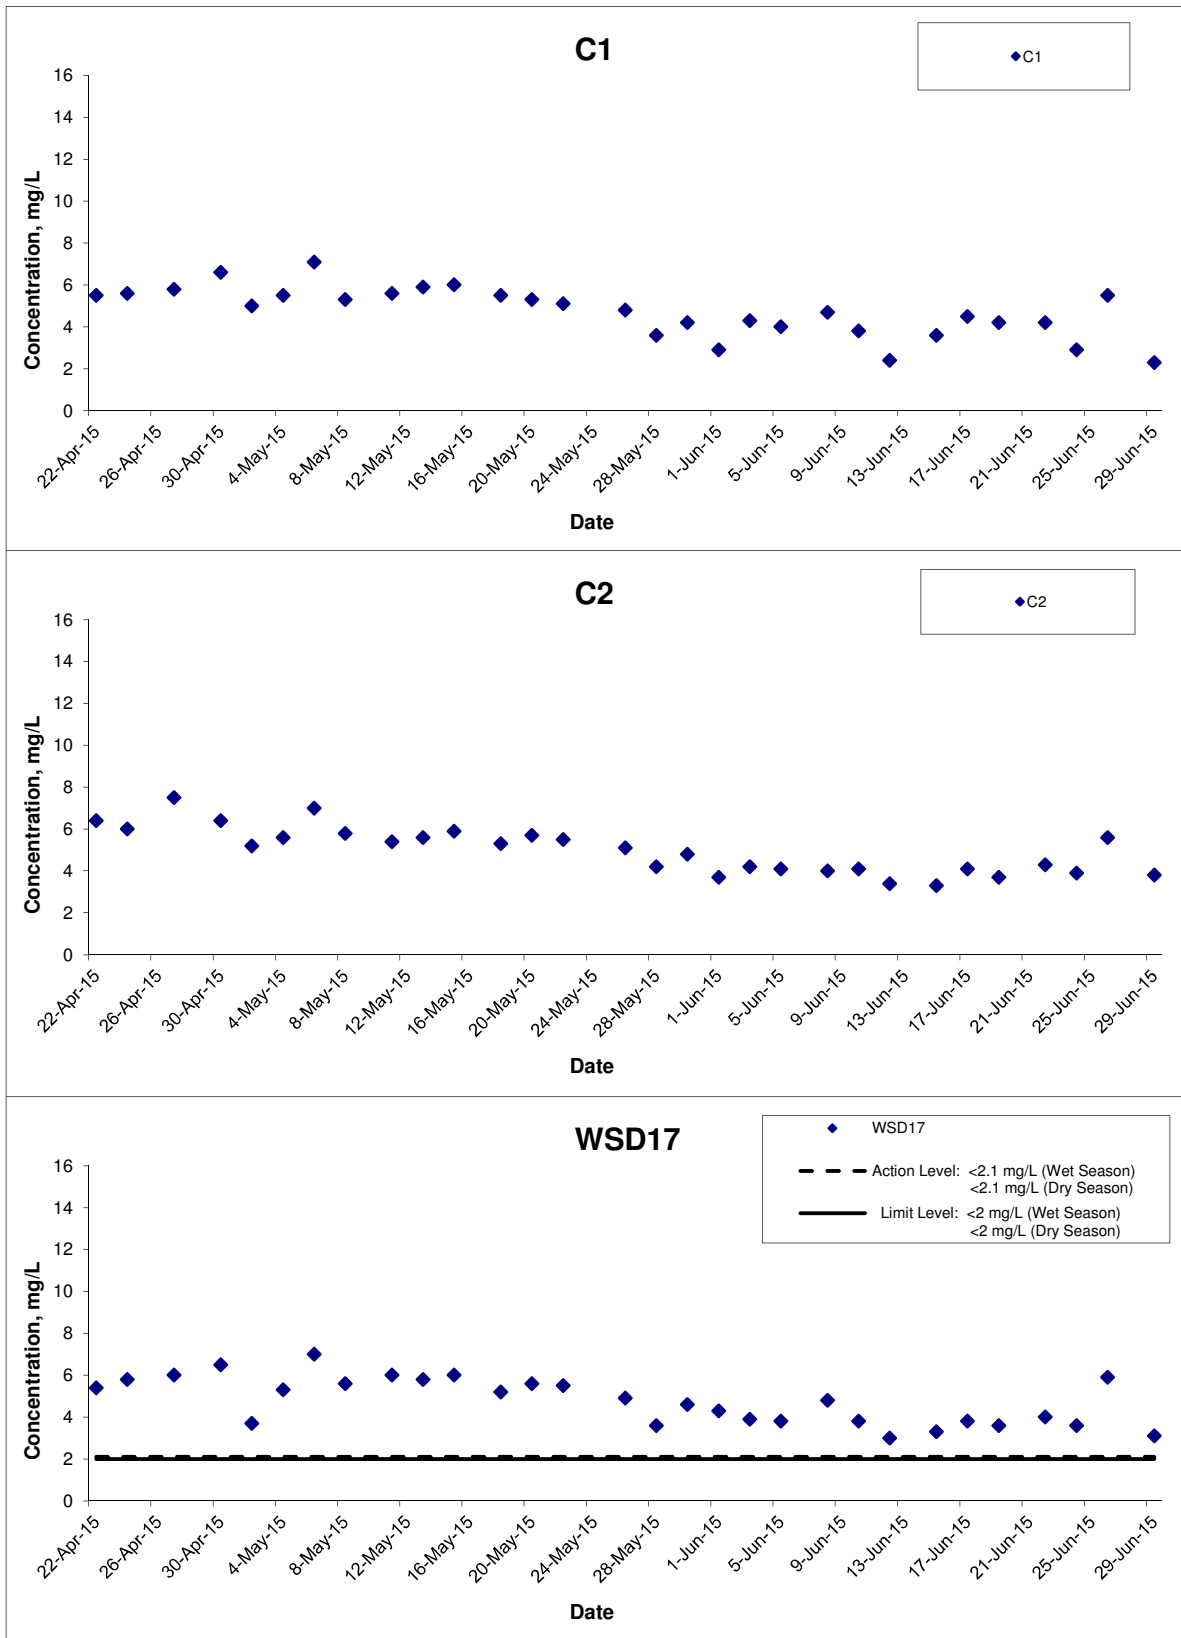 C1
C1
16
14
12
10
8
6
4
2
0
Concentration, mg/L
22-Apr-15
26-Apr-15
30-Apr-15
4-May-15
8-May-15
12-May-15
16-May-15
20-May-15
24-May-15
28-May-15
1-Jun-15
5-Jun-15
9-Jun-15
13-Jun-15
17-Jun-15
21-Jun-15
25-Jun-15
29-Jun-15
Date
C2
C2
16
14
12
10
8
6
4
2
0
Concentration, mg/L
22-Apr-15
26-Apr-15
30-Apr-15
4-May-15
8-May-15
12-May-15
16-May-15
20-May-15
24-May-15
28-May-15
1-Jun-15
5-Jun-15
9-Jun-15
13-Jun-15
17-Jun-15
21-Jun-15
25-Jun-15
29-Jun-15
Date
WSD17
WSD17
Action Level: <2.1 mg/L (Wet Season)
<2.1 mg/L (Dry Season)
Limit Level: <2 mg/L (Wet Season)
<2 mg/L (Dry Season)
16
14
12
10
8
6
4
2
0
Concentration, mg/L
22-Apr-15
26-Apr-15
30-Apr-15
4-May-15
8-May-15
12-May-15
16-May-15
20-May-15
24-May-15
28-May-15
1-Jun-15
5-Jun-15
9-Jun-15
13-Jun-15
17-Jun-15
21-Jun-15
25-Jun-15
29-Jun-15
Date